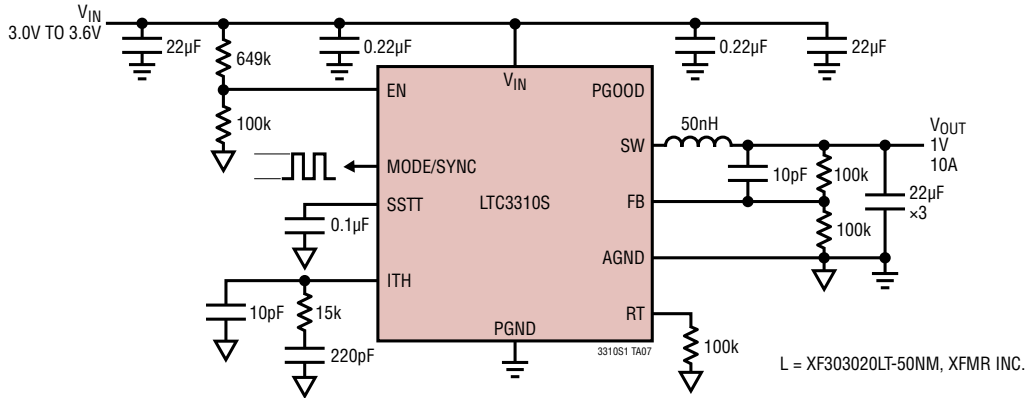 VIN
3.0V TO 3.6V
22µF
649k
0.22µF
0.22µF
22µF
100k
EN
VIN
PGOOD
50nH
SW
VOUT
1V
10A
MODE/SYNC
10pF
100k
22µF
×3
SSTT
LTC3310S
FB
0.1µF
100k
AGND
ITH
10pF
15k
RT
220pF
PGND
3310S1 TA07
100k
L = XF303020LT-50NM, XFMR INC.